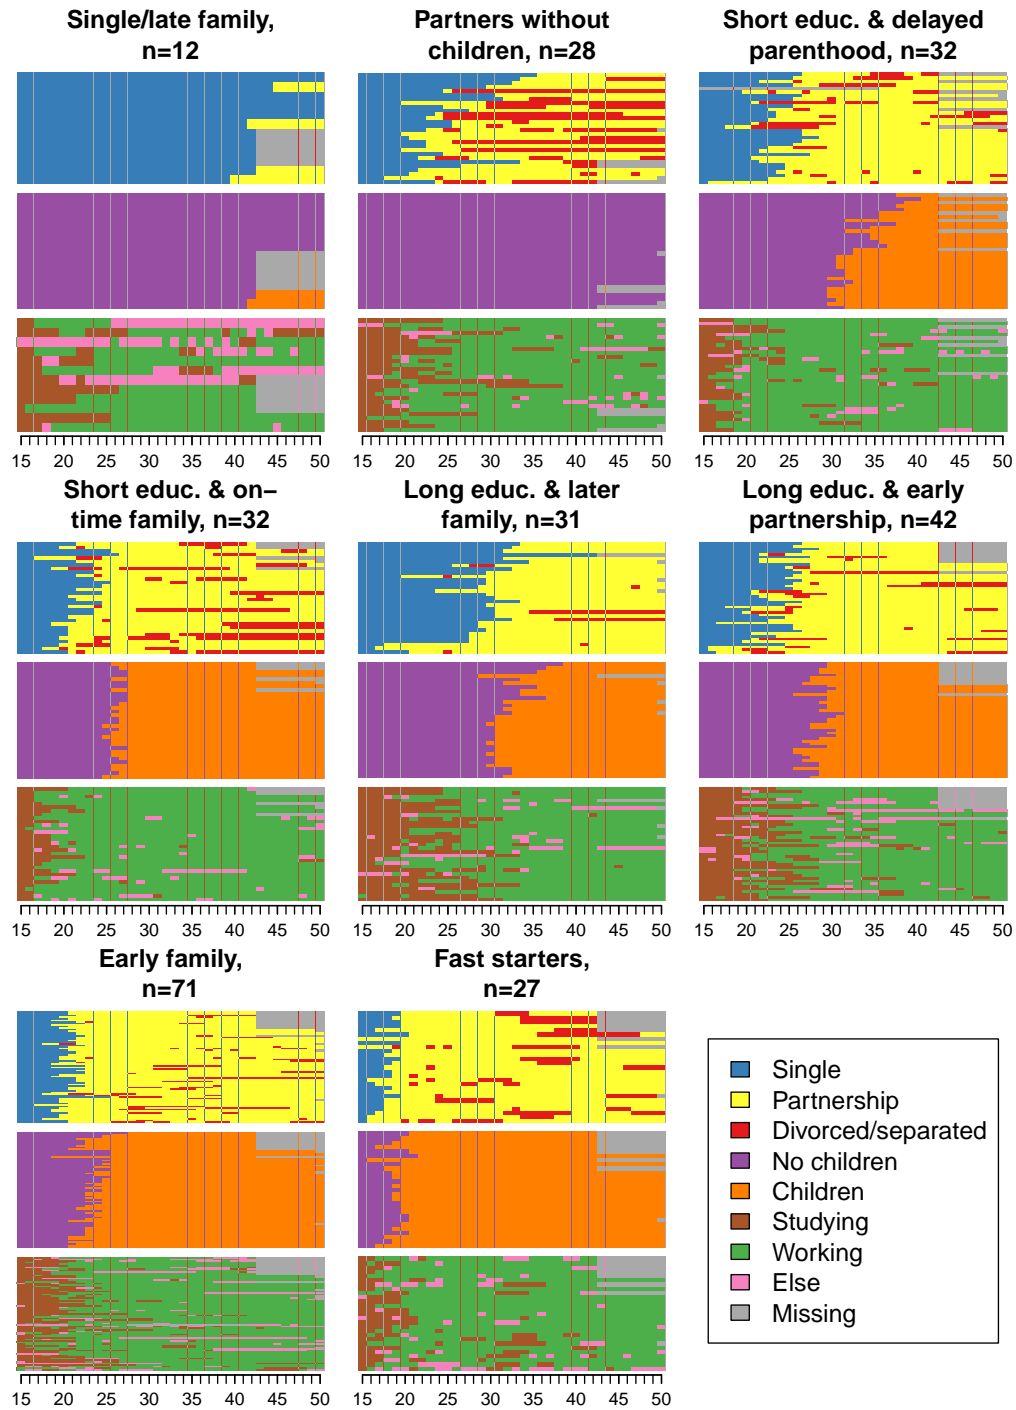 Single/late family,
n=12
Partners without
children, n=28
Short educ. & delayed
parenthood, n=32
15 20 25 30 35 40 45 50
15 20 25 30 35 40 45 50
15 20 25 30 35 40 45 50
Short educ. & on−
time family, n=32
Long educ. & later
family, n=31
Long educ. & early
partnership, n=42
15 20 25 30 35 40 45 50
15 20 25 30 35 40 45 50
15 20 25 30 35 40 45 50
Early family,
n=71
Fast starters,
n=27
15 20 25 30 35 40 45 50
15 20 25 30 35 40 45 50
Single
Partnership
Divorced/separated
No children
Children
Studying
Working
Else
Missing